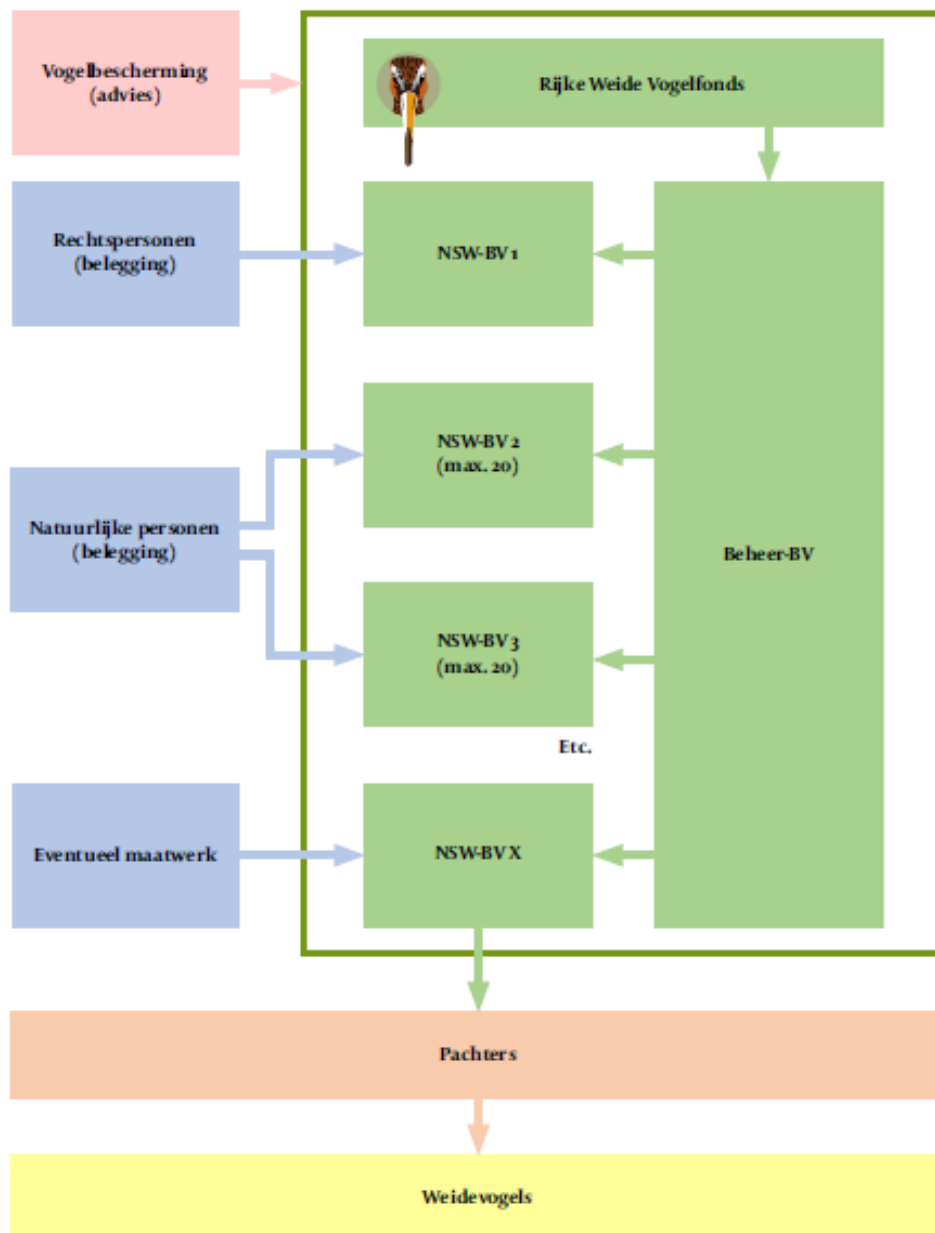 Vogelbescherming
(advies)
Rijke Weide Vogelfonds
Rechtspersonen
(belegging)
NSW-BV 1
NSW-BV 2
(max. 20)
Natuurlijke personen
(belegging)
Beheer-BV
NSW-BV 3
(max. 20)
Etc.
Eventueel maatwerk
NSW-BV X
Pachters
Weidevogels